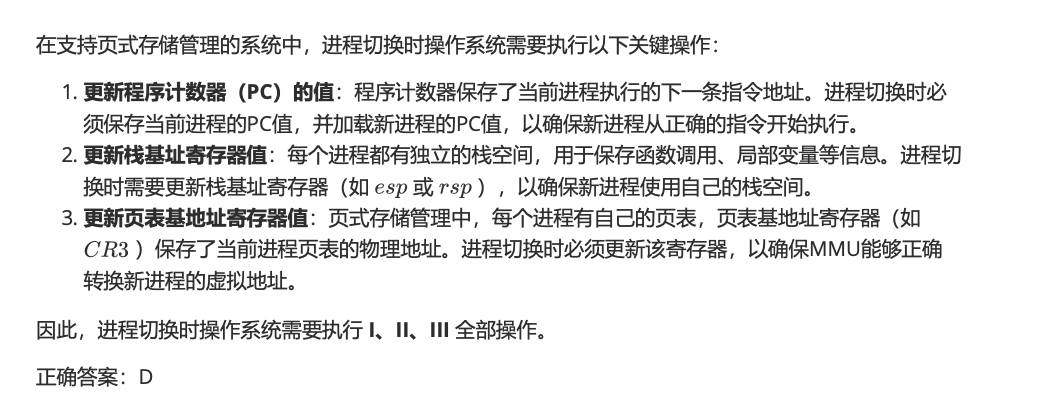 在支持页式存储管理的系统中，进程切换时操作系统需要执行以下关键操作：
1. 更新程序计数器（PC）的值：程序计数器保存了当前进程执行的下一条指令地址。进程切换时必
须保存当前进程的PC值，并加载新进程的PC值，以确保新进程从正确的指令开始执行。
2. 更新栈基址寄存器值：每个进程都有独立的栈空间，用于保存函数调用、局部变量等信息。进程切
换时需要更新栈基址寄存器（如 esp 或 rsp ），以确保新进程使用自己的栈空间。
3. 更新页表基地址寄存器值：页式存储管理中，每个进程有自己的页表，页表基地址寄存器（如
CR3 ）保存了当前进程页表的物理地址。进程切换时必须更新该寄存器，以确保MMU能够正确
转换新进程的虚拟地址。
因此，进程切换时操作系统需要执行 I、II、III 全部操作。
正确答案：D